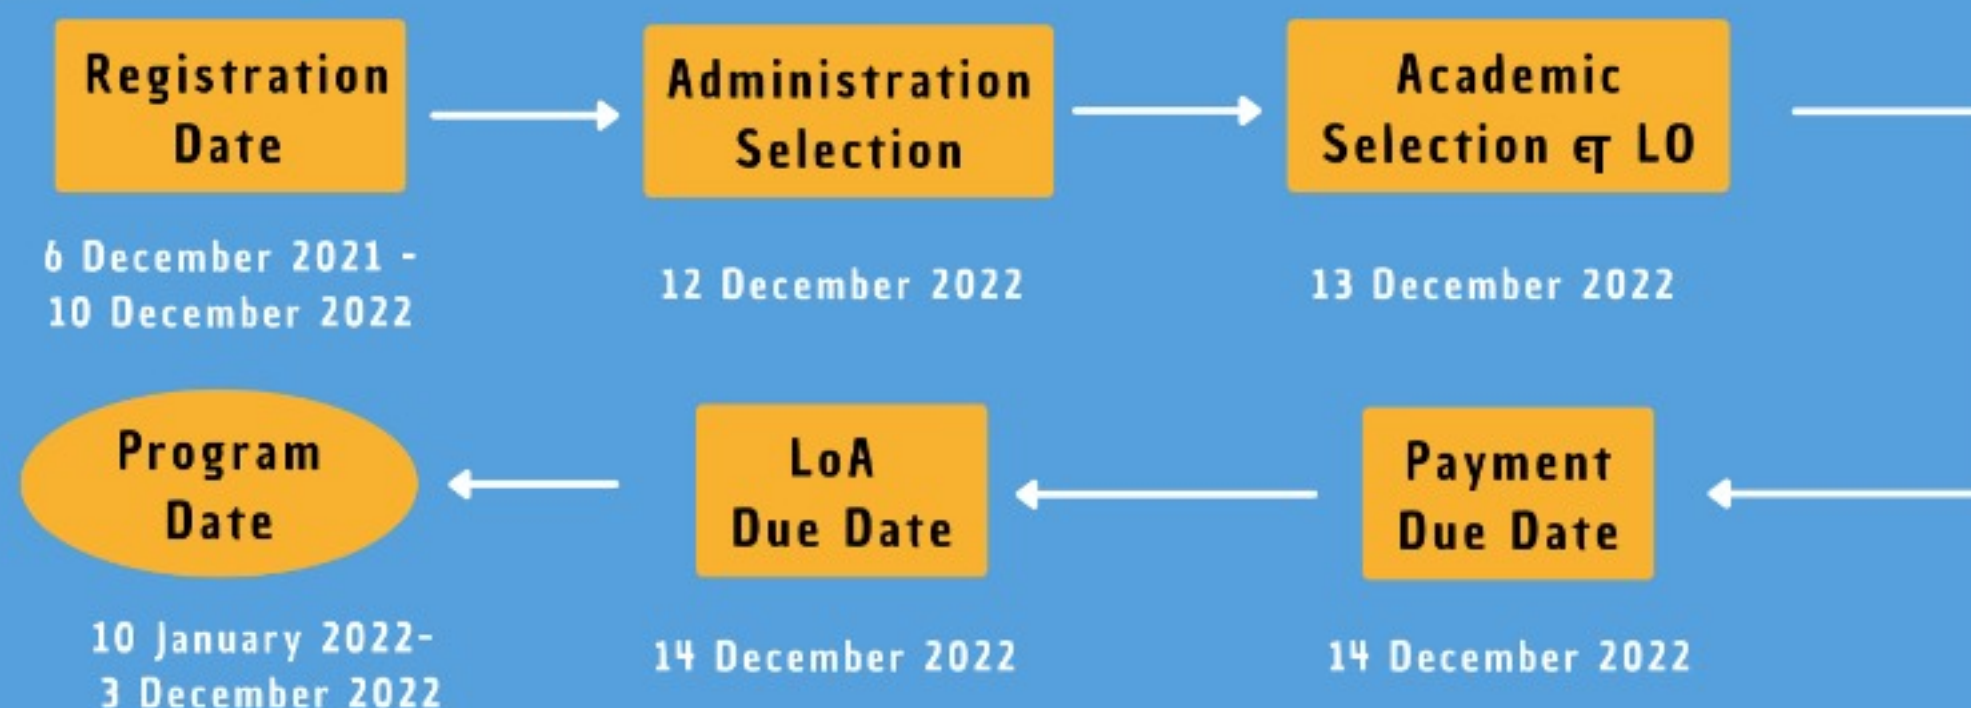 Registration
Date
6 December 2021 -
10 December 2022
Administration
Selection
12 December 2022
Academic
Selection & LO
13 December 2022
Payment
Due Date
14 December 2022
LoA
Due Date
14 December 2022
Program
Date
10 January 2022-
3 December 2022